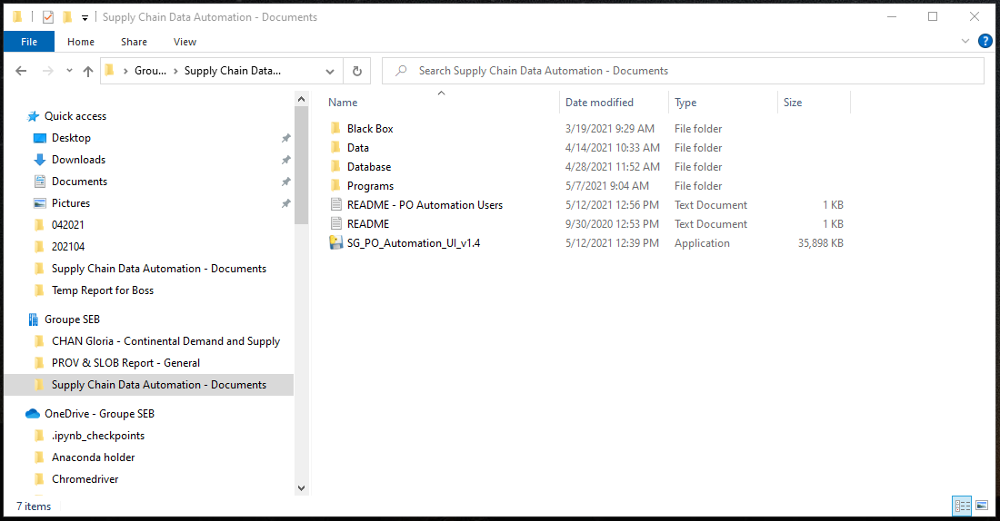 Supply Chain Data Automation - Documents
File Home Share View
Grou... Supply Chain Data... Search Supply Chain Data Automation - Documents
Quick access
Desktop
Downloads
Documents
Pictures
042021
202104
Supply Chain Data Automation - Documents
Temp Report for Boss
Groupe SEB
CHAN Gloria - Continental Demand and Supply
PROV & SLOB Report - General
Supply Chain Data Automation - Documents
OneDrive - Groupe SEB
.ipynb_checkpoints
Anaconda holder
Chromedriver
Name Date modified Type Size
Black Box 3/19/2021 9:29 AM File folder
Data 4/14/2021 10:33 AM File folder
Database 4/28/2021 11:52 AM File folder
Programs 5/7/2021 9:04 AM File folder
README - PO Automation Users 5/12/2021 12:56 PM Text Document 1 KB
README 9/30/2020 12:53 PM Text Document 1 KB
SG_PO_Automation_UI_v1.4 5/12/2021 12:39 PM Application 35,898 KB
7 items